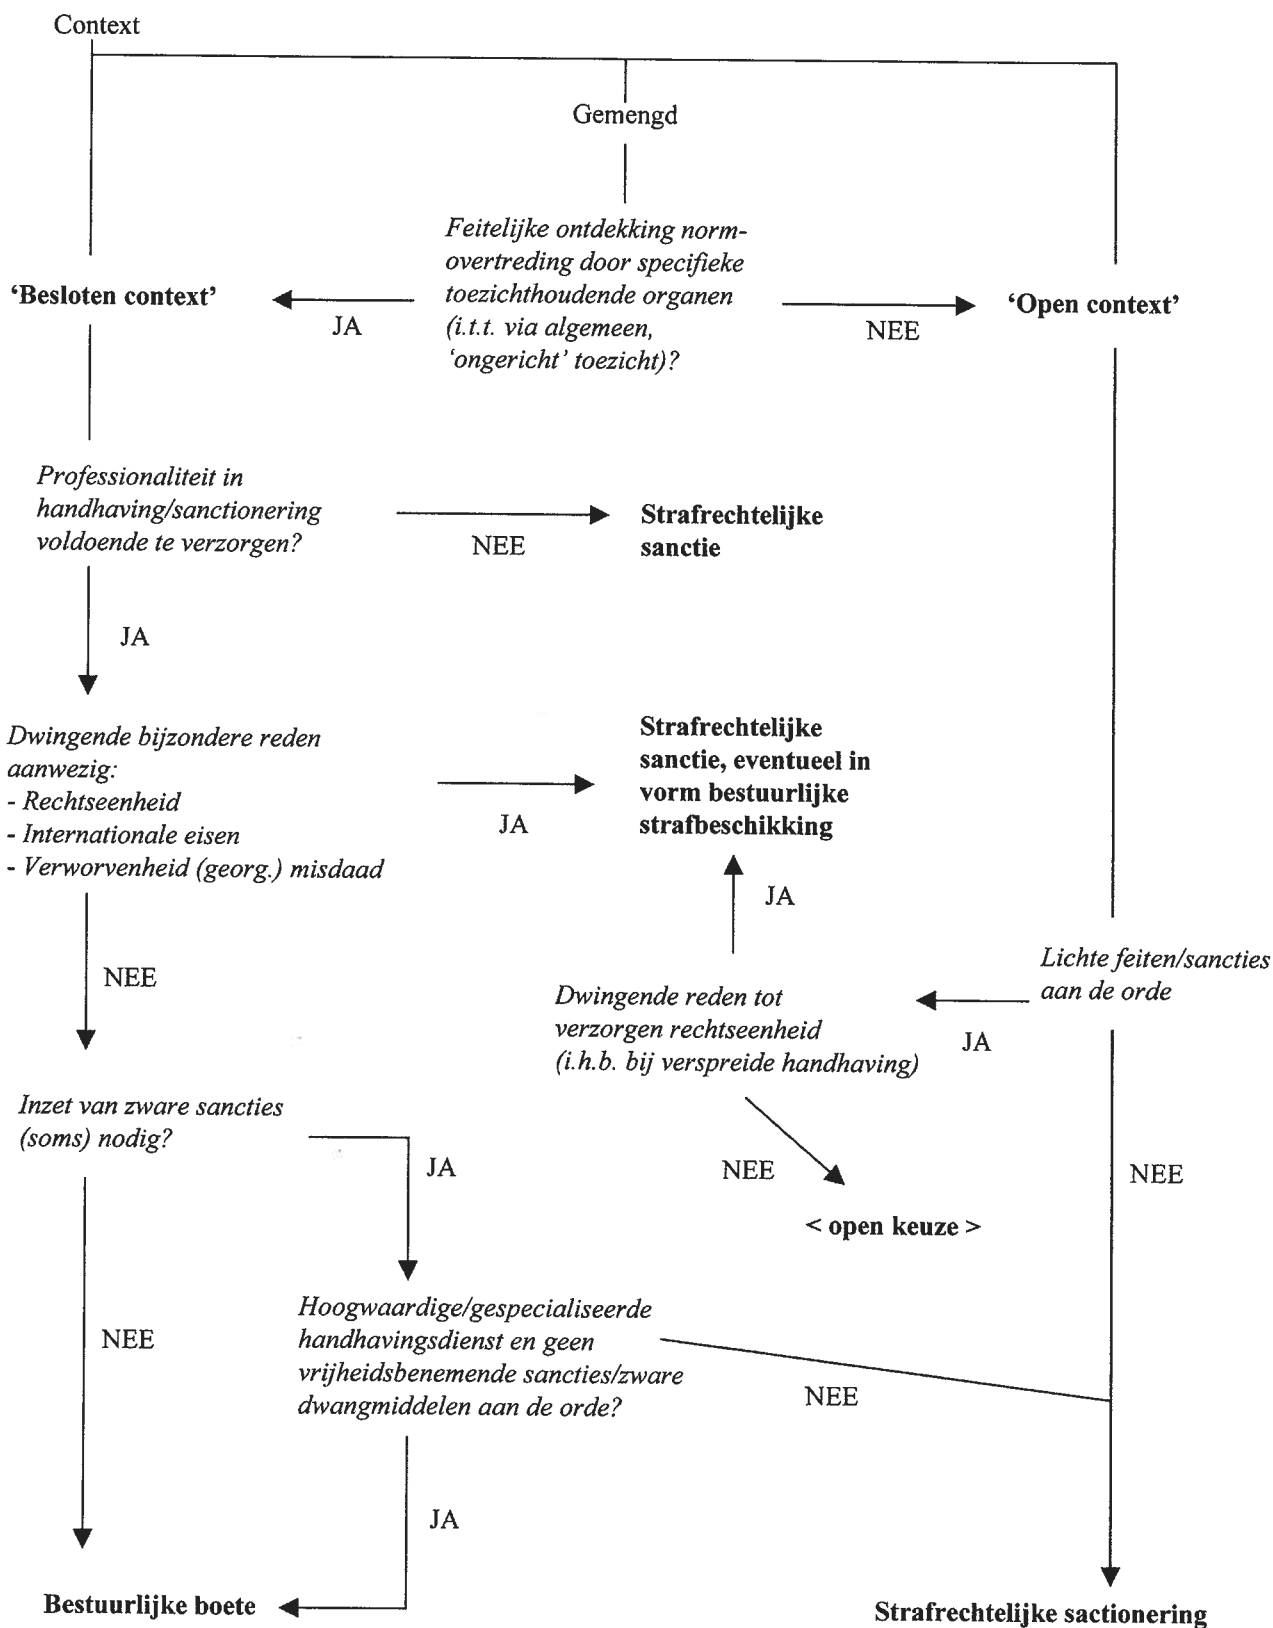 Context
Gemengd
Feitelijke ontdekking norm-
overtreding door specifieke
toezichthoudende organen
(i.t.t. via algemeen,
‘ongericht’ toezicht)?
‘Besloten context’
JA
NEE
‘Open context’
Professionaliteit in
handhaving/sanctionering
voldoende te verzorgen?
NEE
Strafrechtelijke
sanctie
JA
Dwingende bijzondere reden
aanwezig:
- Rechtseenheid
- Internationale eisen
- Verworvenheid (georg.) misdaad
JA
Strafrechtelijke
sanctie, eventueel in
vorm bestuurlijke
strafbeschikking
JA
NEE
Lichte feiten/sancties
aan de orde
JA
Dwingende reden tot
verzorgen rechtseenheid
(i.h.b. bij verspreide handhaving)
NEE
< open keuze >
NEE
Inzet van zware sancties
(soms) nodig?
JA
NEE
Hoogwaardige/gespecialiseerde
handhavingsdienst en geen
vrijheidsbenemende sancties/zware
dwangmiddelen aan de orde?
NEE
JA
Bestuurlijke boete
Strafrechtelijke sactionering